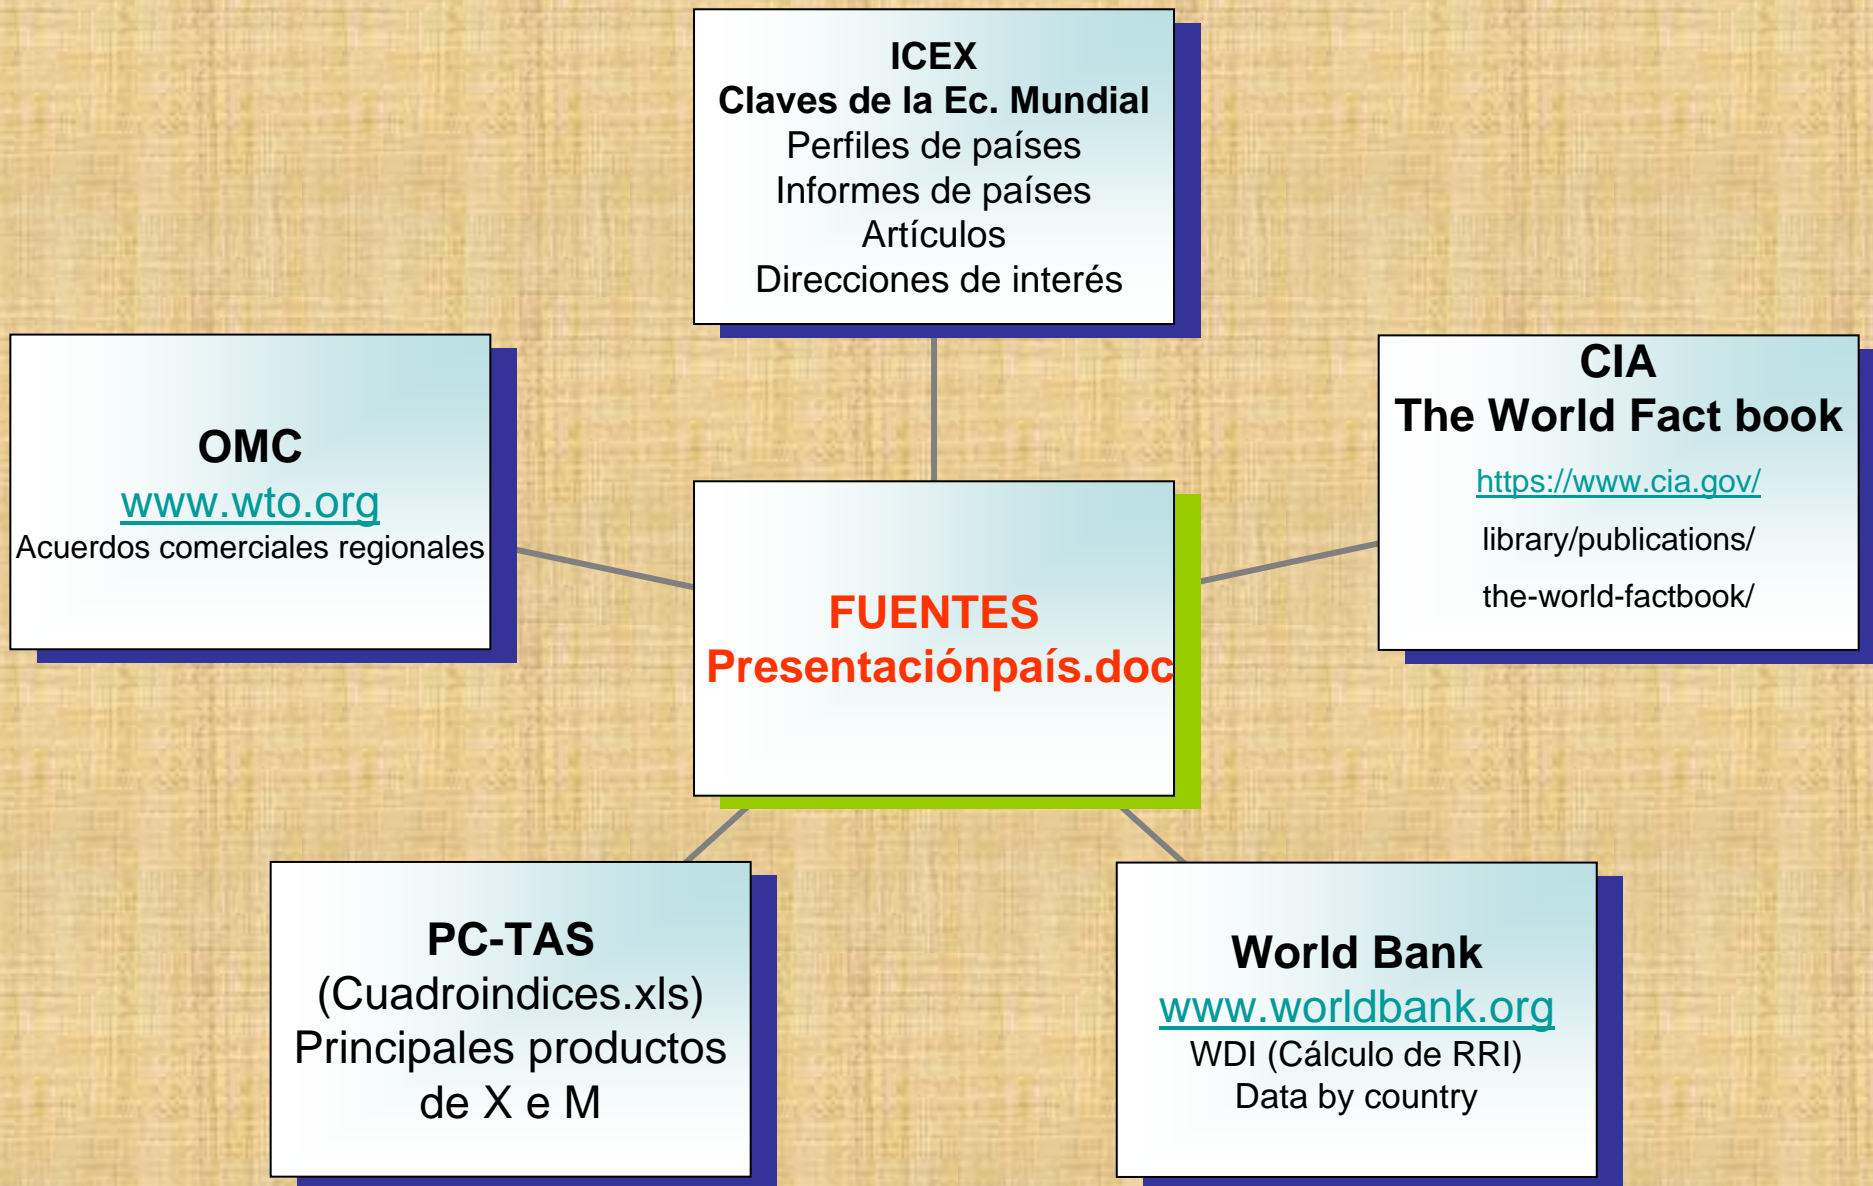 ICEX
Claves de la Ec. Mundial
Perfiles de países
Informes de países
Artículos
Direcciones de interés
OMC
www.wto.org
Acuerdos comerciales regionales
CIA
The World Fact book
https://www.cia.gov/
library/publications/
the-world-factbook/
FUENTES
Presentaciónpaís.doc
PC-TAS
(Cuadroindices.xls)
Principales productos
de X e M
World Bank
www.worldbank.org
WDI (Cálculo de RRI)
Data by country